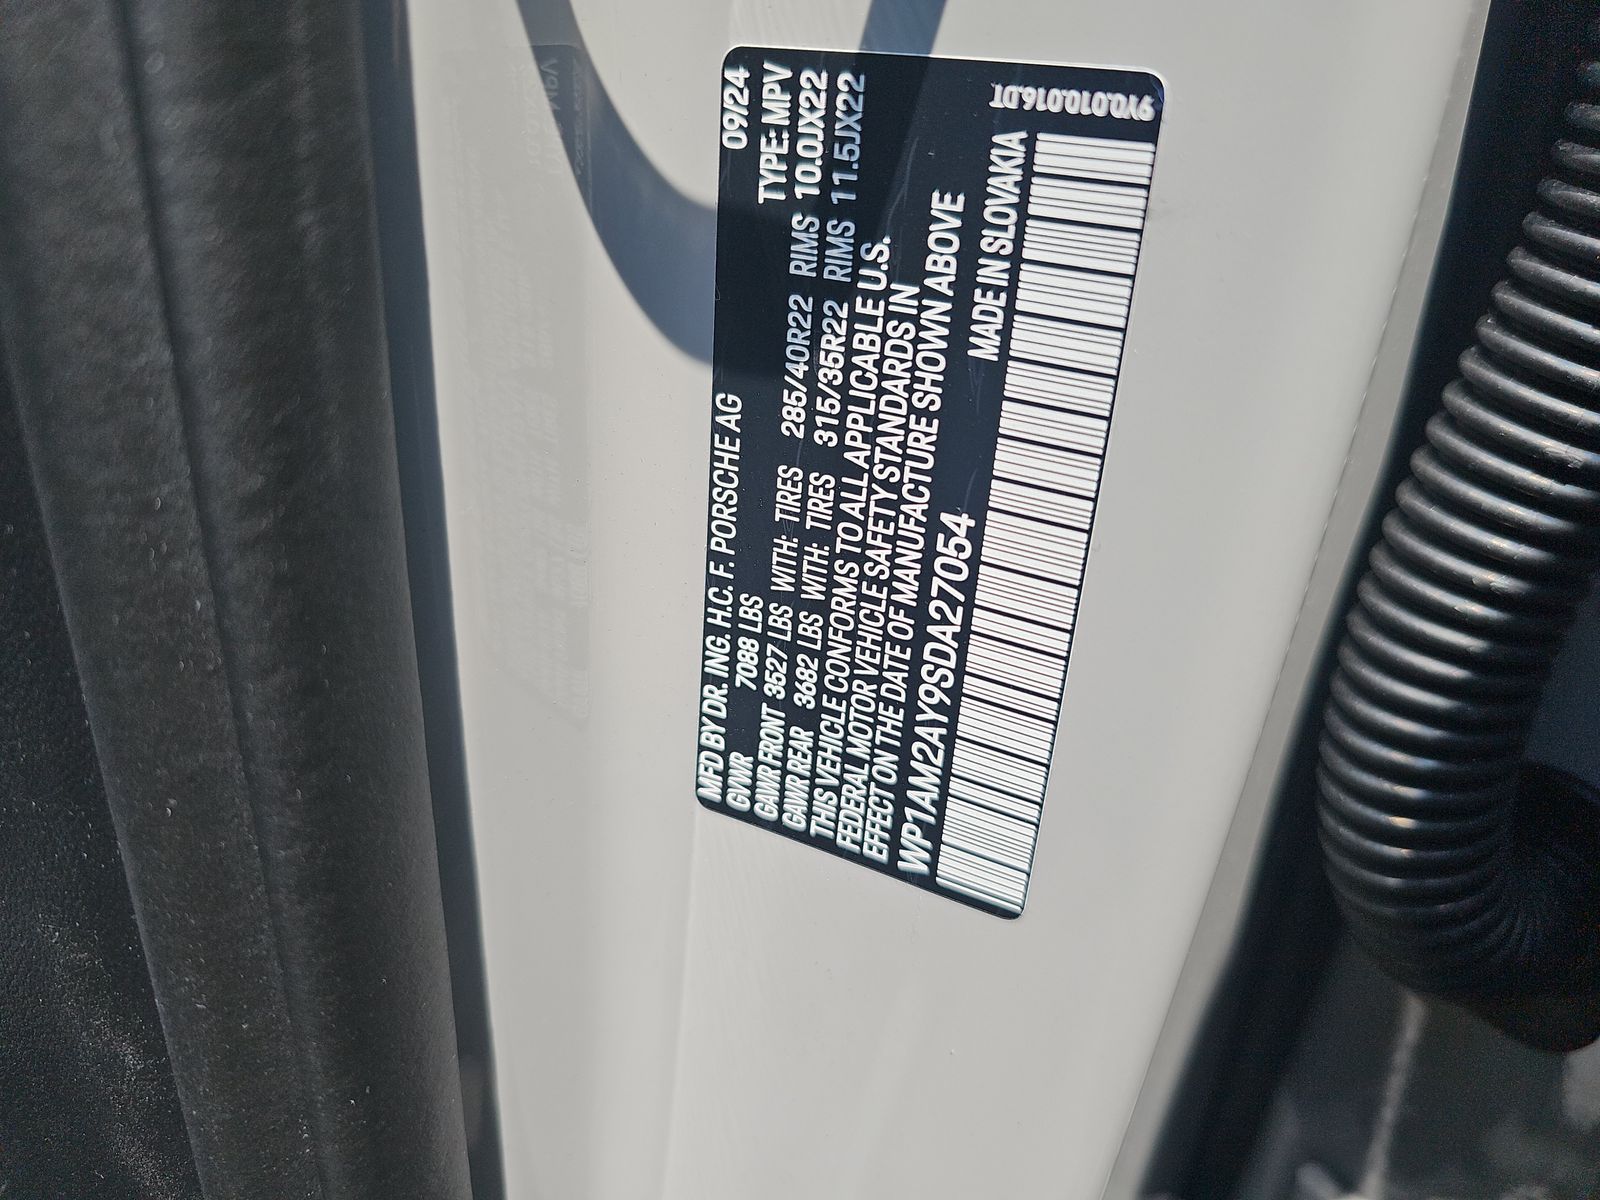 MFD BY DR. ING. H.C. F. PORSCHE AG 09/24
GVWR 7088 LBS TYPE: MPV
GAWR FRONT 3527 LBS WITH: TIRES 285/40R22 RIMS 10.0JX22
GAWR REAR 3682 LBS WITH: TIRES 315/35R22 RIMS 11.5JX22
THIS VEHICLE CONFORMS TO ALL APPLICABLE U.S.
FEDERAL MOTOR VEHICLE SAFETY STANDARDS IN
EFFECT ON THE DATE OF MANUFACTURE SHOWN ABOVE
WP1AM2AY9SDA27054 MADE IN SLOVAKIA
9Y0.010.016.DT